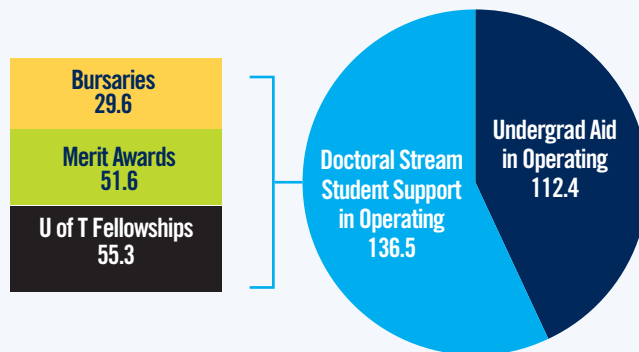 Bursaries
29.6
Merit Awards
51.6
U of T Fellowships
55.3
Doctoral Stream
Student Support
in Operating
136.5
Undergrad Aid
in Operating
112.4